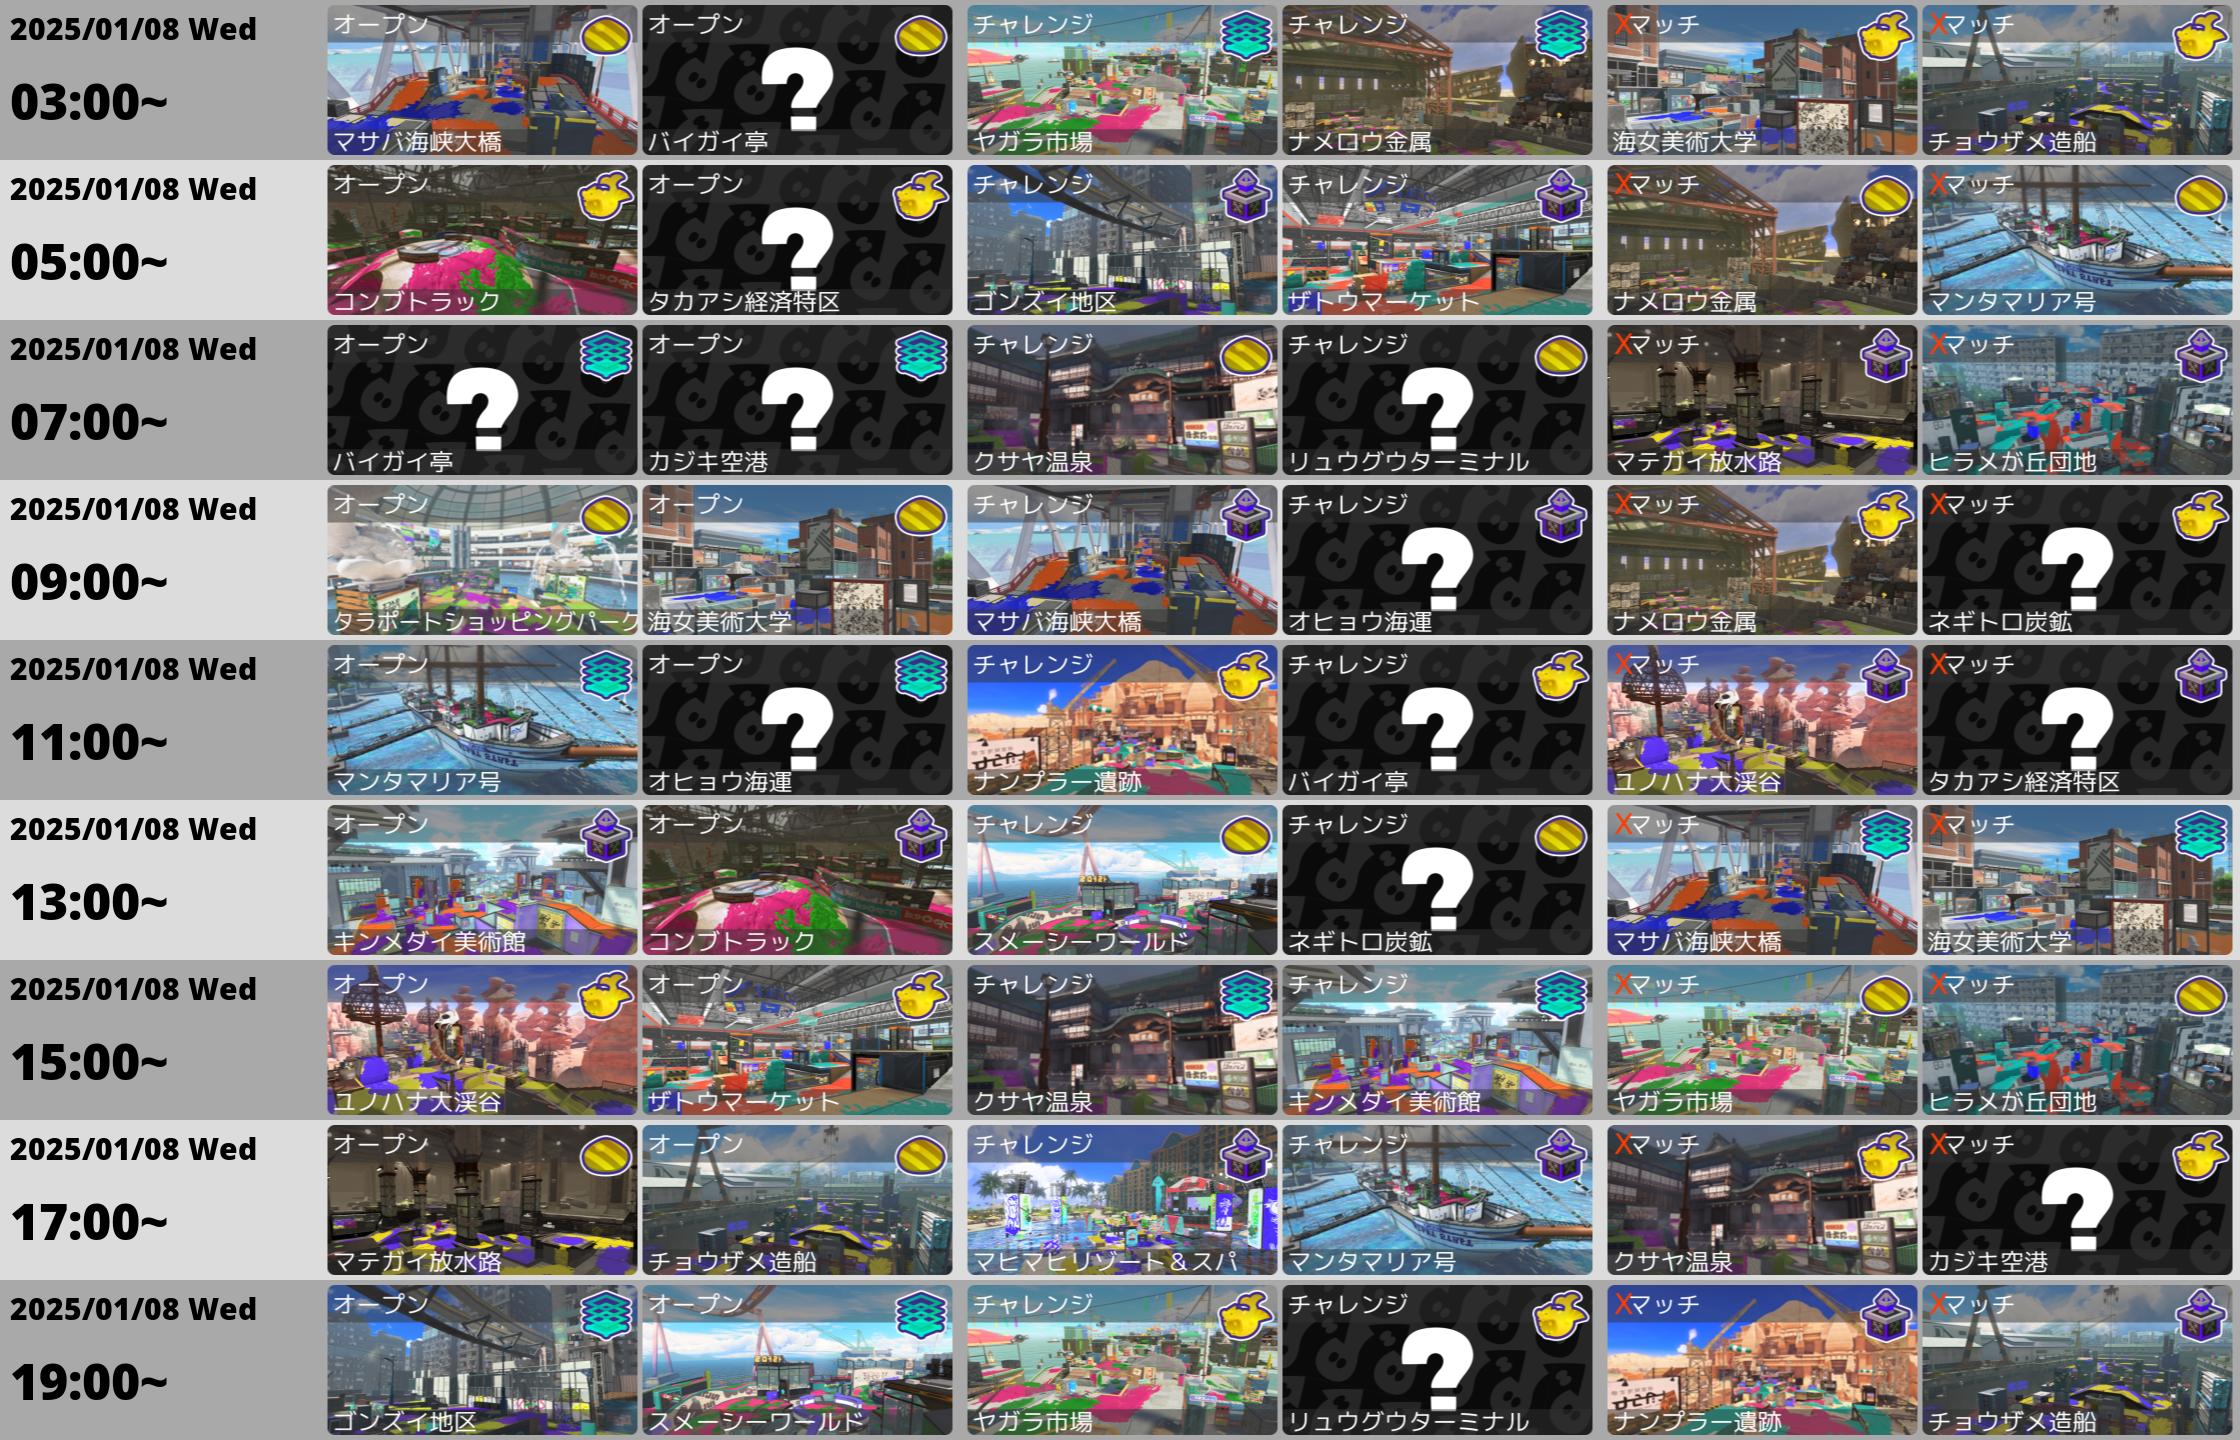 2025/01/08 Wed
03:00~
オープン
マサバ海峡大橋
オープン
?
バイガイ亭
チャレンジ
ヤガラ市場
チャレンジ
ナメロウ金属
Xマッチ
海女美術大学
Xマッチ
チョウザメ造船
2025/01/08 Wed
05:00~
オープン
コンブトラック
オープン
?
タカアシ経済特区
チャレンジ
ゴンズイ地区
チャレンジ
ザトウマーケット
Xマッチ
ナメロウ金属
Xマッチ
マンタマリア号
2025/01/08 Wed
07:00~
オープン
?
バイガイ亭
オープン
?
カジキ空港
チャレンジ
クサヤ温泉
チャレンジ
?
リュウグウターミナル
Xマッチ
マテガイ放水路
Xマッチ
ヒラメが丘団地
2025/01/08 Wed
09:00~
オープン
タラポートショッピングパーク
オープン
海女美術大学
チャレンジ
マサバ海峡大橋
チャレンジ
?
オヒョウ海運
Xマッチ
ナメロウ金属
Xマッチ
?
ネギトロ炭鉱
2025/01/08 Wed
11:00~
オープン
マンタマリア号
オープン
?
オヒョウ海運
チャレンジ
ナンプラー遺跡
チャレンジ
?
バイガイ亭
Xマッチ
ユノハナ大渓谷
Xマッチ
?
タカアシ経済特区
2025/01/08 Wed
13:00~
オープン
キンメダイ美術館
オープン
コンブトラック
チャレンジ
スメーシーワールド
チャレンジ
?
ネギトロ炭鉱
Xマッチ
マサバ海峡大橋
Xマッチ
海女美術大学
2025/01/08 Wed
15:00~
オープン
ユノハナ大渓谷
オープン
ザトウマーケット
チャレンジ
クサヤ温泉
チャレンジ
キンメダイ美術館
Xマッチ
ヤガラ市場
Xマッチ
ヒラメが丘団地
2025/01/08 Wed
17:00~
オープン
マテガイ放水路
オープン
チョウザメ造船
チャレンジ
マヒマヒリゾート&スパ
チャレンジ
マンタマリア号
Xマッチ
クサヤ温泉
Xマッチ
?
カジキ空港
2025/01/08 Wed
19:00~
オープン
ゴンズイ地区
オープン
スメーシーワールド
チャレンジ
ヤガラ市場
チャレンジ
?
リュウグウターミナル
Xマッチ
ナンプラー遺跡
Xマッチ
チョウザメ造船